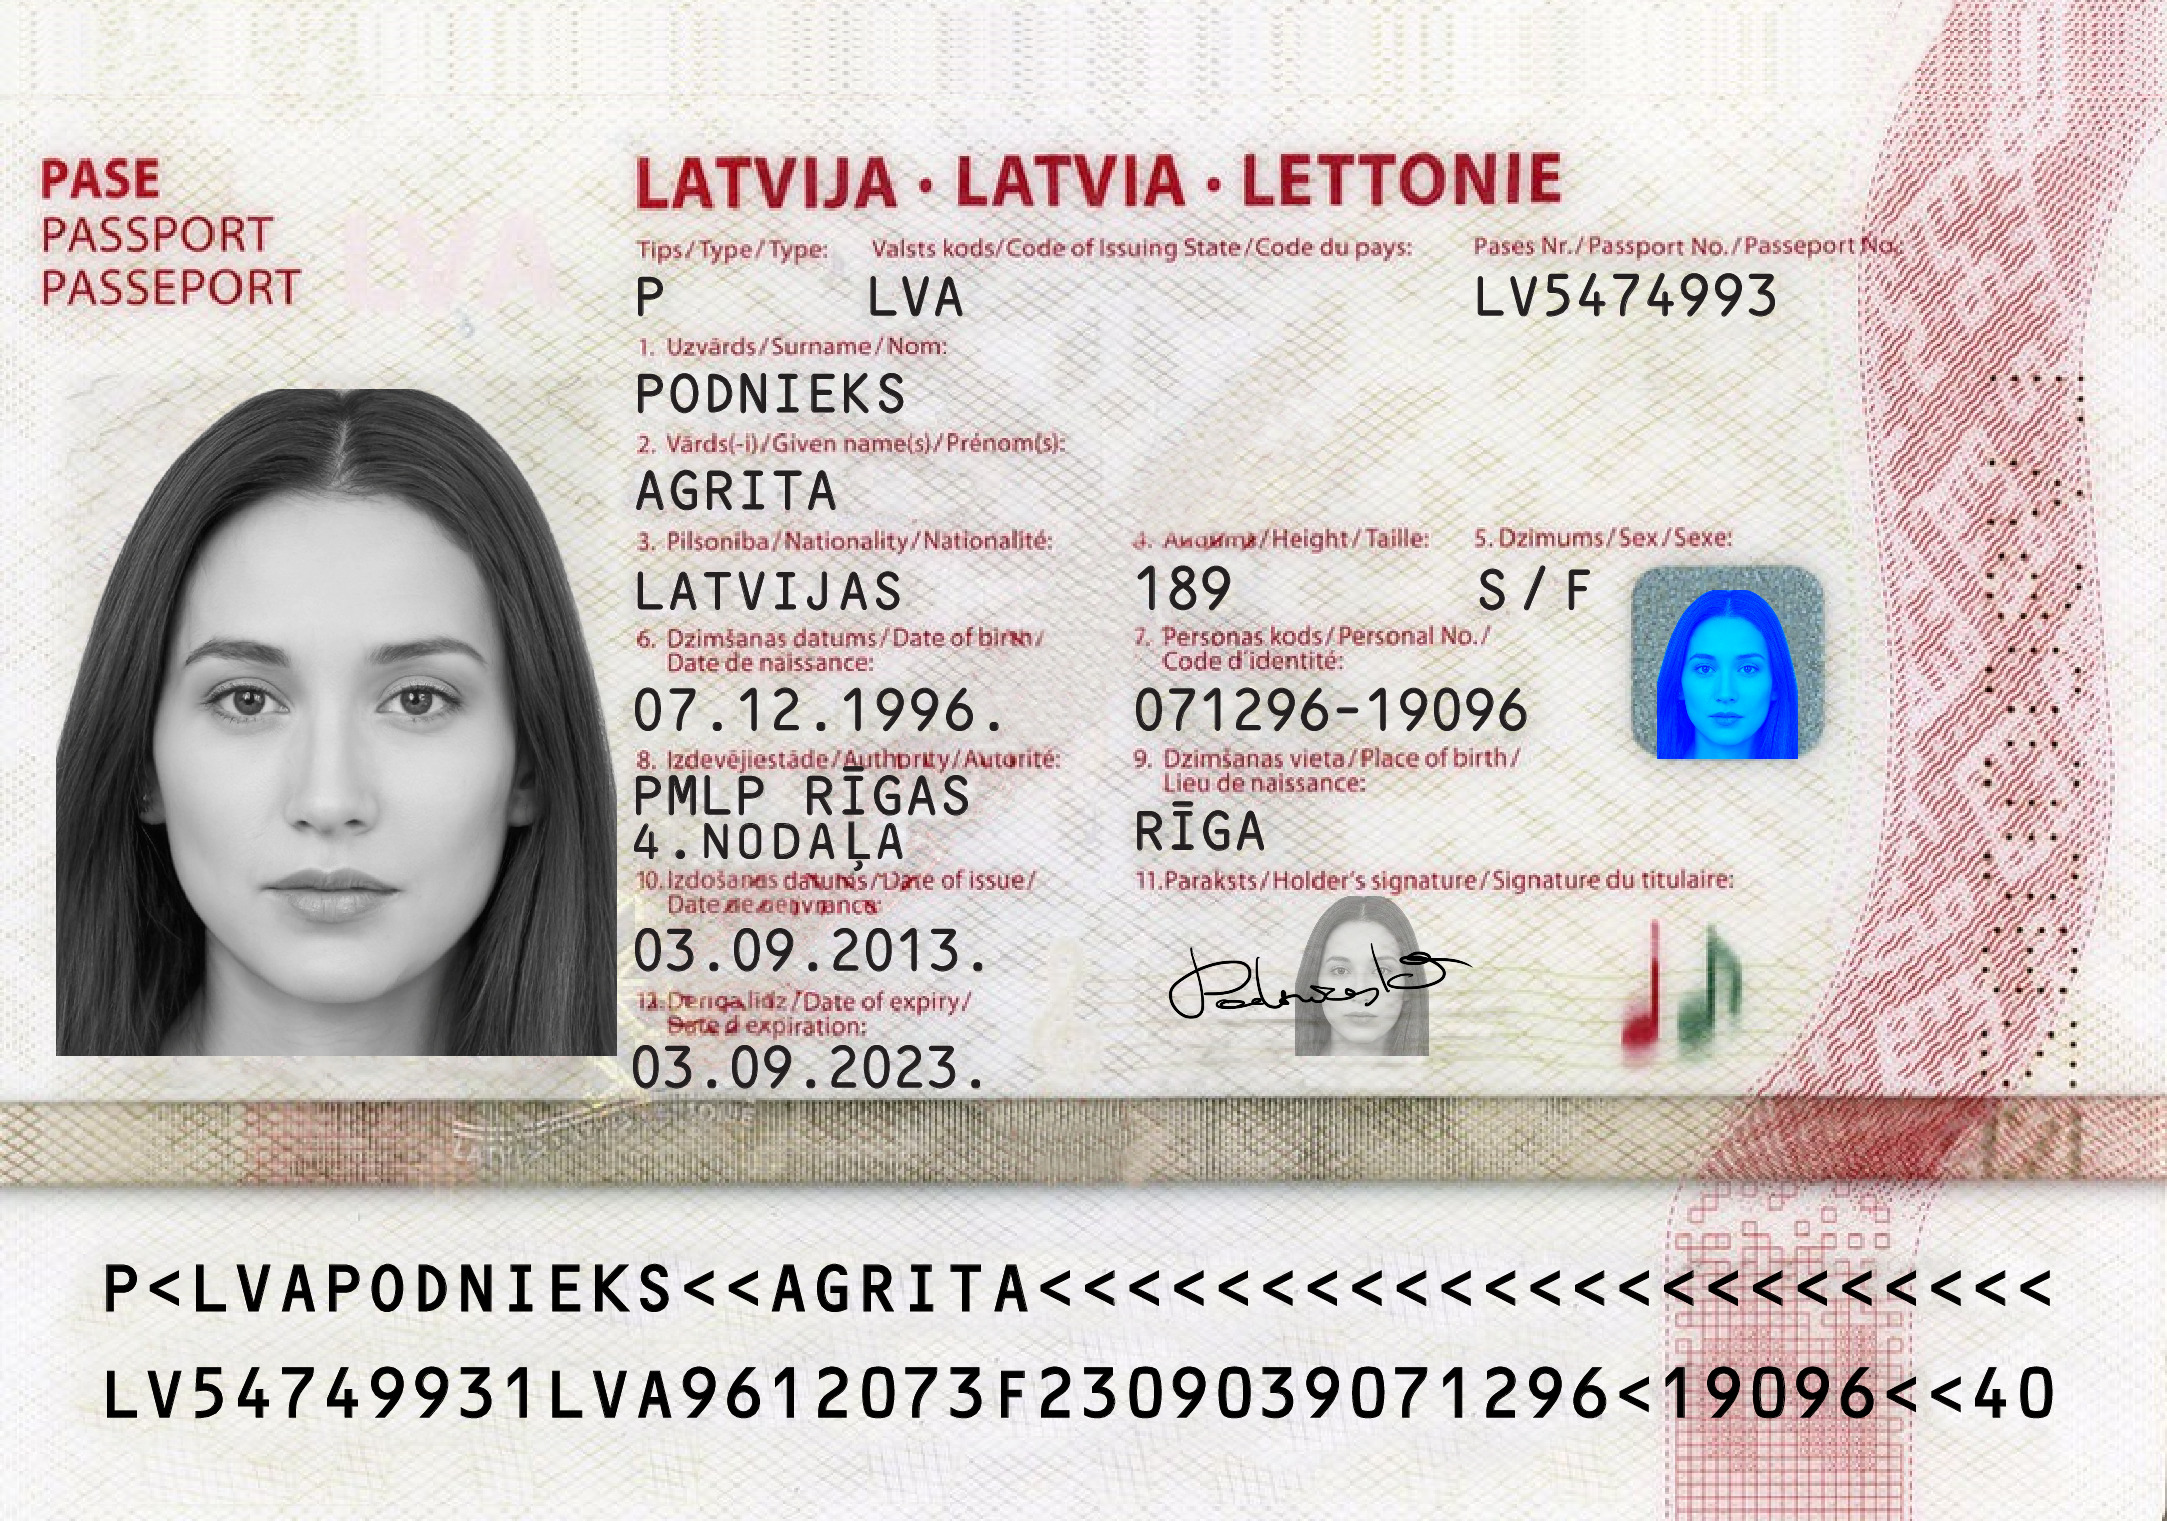 PASE
PASSPORT
PASSEPORT
LVA
LATVIJA · LATVIA · LETTONIE
Tips/Type/Type: Valsts kods/Code of Issuing State/Code du pays: Pases Nr./Passport No./Passeport No.:
P LVA LV5474993
1. Uzvārds/Surname/Nom:
PODNIEKS
2. Vārds(-i)/Given name(s)/Prénom(s):
AGRITA
3. Pilsonība/Nationality/Nationalité: 4. /Height/Taille: 5. Dzimums/Sex/Sexe:
LATVIJAS 189 S/F
6. Dzimšanas datums/Date of birth/ 7. Personas kods/Personal No./
Date de naissance: Code d'identité:
07.12.1996. 071296-19096
8. Izdevējiestāde/Authority/Autorité: 9. Dzimšanas vieta/Place of birth/
Lieu de naissance:
PMLP RĪGAS
4.NODAĻA RĪGA
10. Izdošanas datums/Date of issue/ 11. Paraksts/Holder's signature/Signature du titulaire:
Date de
03.09.2013.
12. Derīga līdz/Date of expiry/
Date d'expiration:
03.09.2023.
P<LVAPODNIEKS<<AGRITA<<<<<<<<<<<<<<<<<<<<<<<
LV54749931LVA9612073F2309039071296<19096<<40